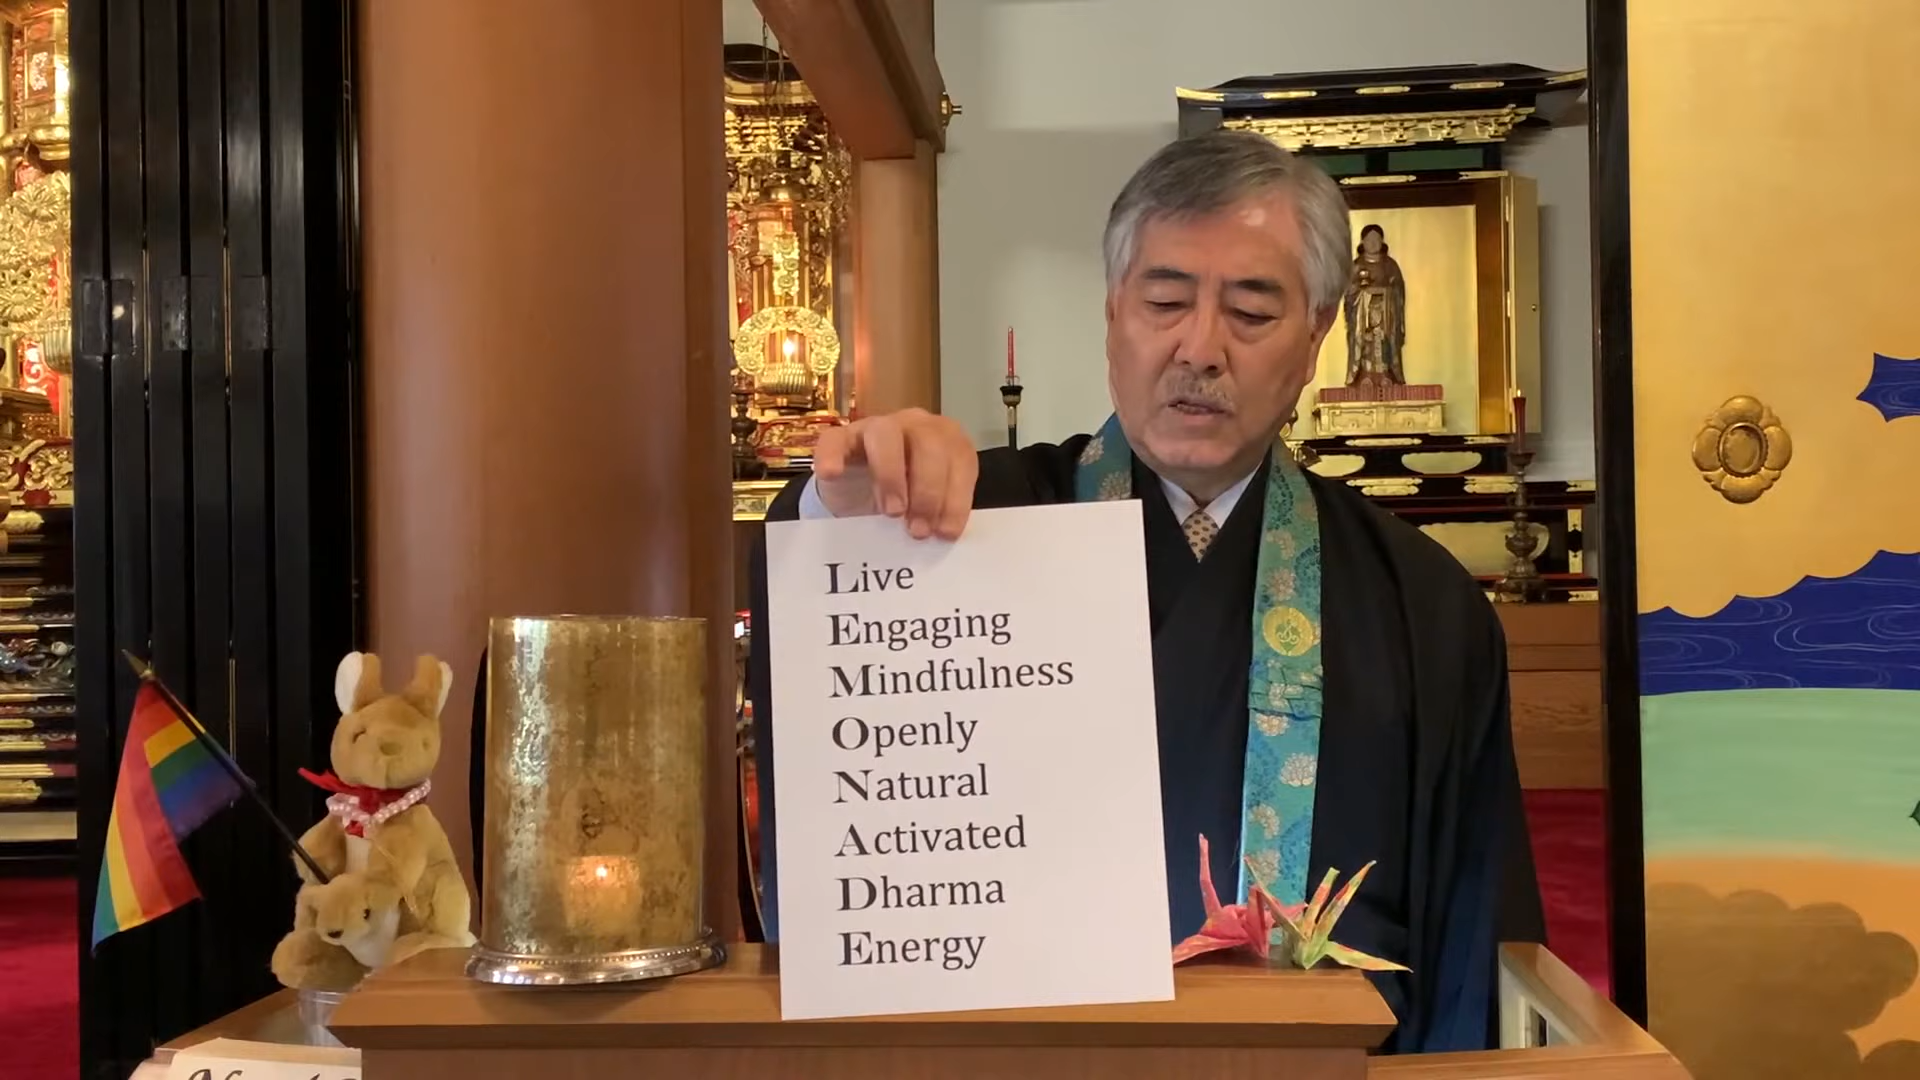 Live
Engaging
Mindfulness
Openly
Natural
Activated
Dharma
Energy